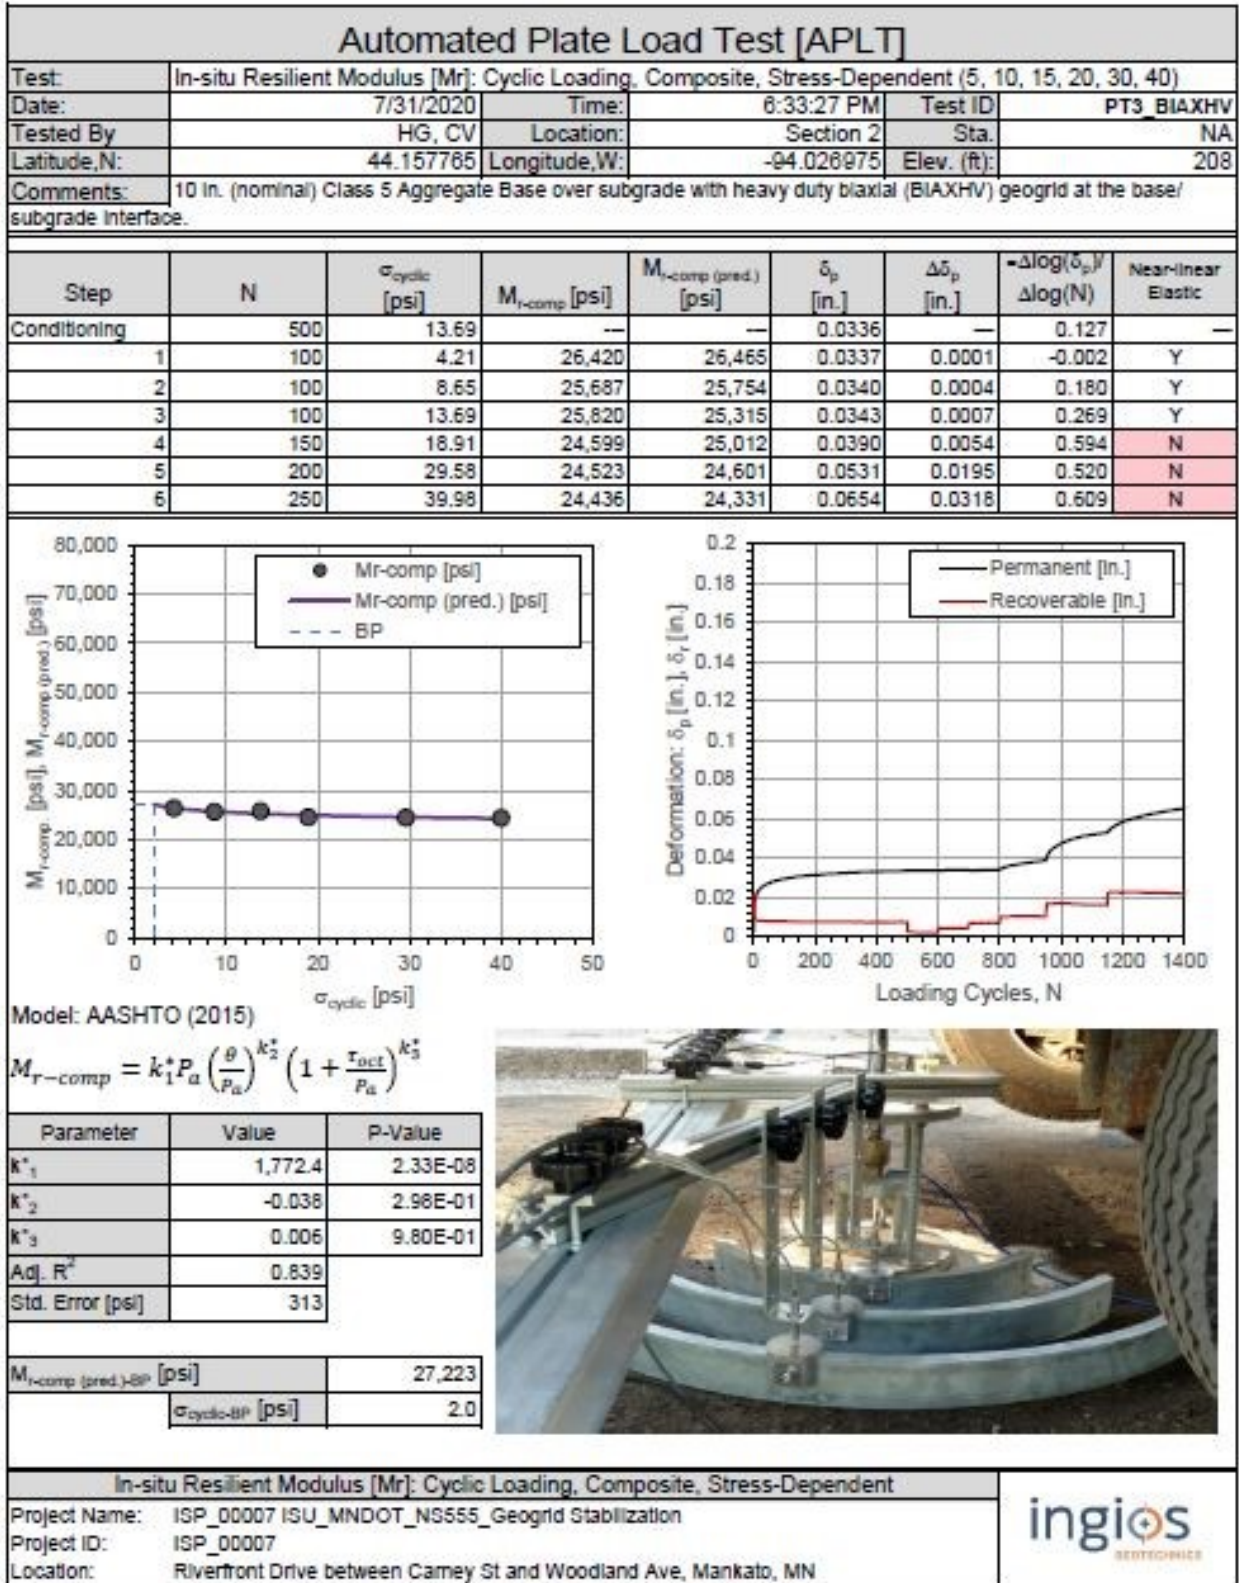 Automated Plate Load Test [APLT]
Test: In-situ Resilient Modulus [Mr]: Cyclic Loading, Composite, Stress-Dependent (5, 10, 15, 20, 30, 40)
Date: 7/31/2020 Time: 6:33:27 PM Test ID PT3_BIAXHV
Tested By HG, CV Location: Section 2 Sta. NA
Latitude,N: 44.157765 Longitude,W: -94.026975 Elev. (ft): 208
Comments: 10 in. (nominal) Class 5 Aggregate Base over subgrade with heavy duty biaxial (BIAXHV) geogrid at the base/
subgrade interface.
Step N σcyclic [psi] Mr-comp [psi] Mr-comp (pred.) [psi] δp [in.] Δδp [in.] -Δlog(δp)/Δlog(N) Near-linear Elastic
Conditioning 500 13.69 --- --- 0.0336 --- 0.127 ---
1 100 4.21 26,420 26,465 0.0337 0.0001 -0.002 Y
2 100 8.65 25,687 25,754 0.0340 0.0004 0.180 Y
3 100 13.69 25,820 25,315 0.0343 0.0007 0.269 Y
4 150 18.91 24,599 25,012 0.0390 0.0054 0.594 N
5 200 29.58 24,523 24,601 0.0531 0.0195 0.520 N
6 250 39.98 24,436 24,331 0.0654 0.0318 0.609 N
Mr-comp. [psi], Mr-comp (pred.) [psi]
80,000
70,000
60,000
50,000
40,000
30,000
20,000
10,000
0
Mr-comp [psi]
Mr-comp (pred.) [psi]
BP
0 10 20 30 40 50
σcyclic [psi]
Deformation: δp [in.], δr [in.]
0.2
0.18
0.16
0.14
0.12
0.1
0.08
0.06
0.04
0.02
0
Permanent [in.]
Recoverable [in.]
0 200 400 600 800 1000 1200 1400
Loading Cycles, N
Model: AASHTO (2015)
Mr-comp = k*1 Pa (θ/Pa)^k*2 (1 + τoct/Pa)^k*3
Parameter Value P-Value
k*1 1,772.4 2.33E-08
k*2 -0.038 2.98E-01
k*3 0.006 9.80E-01
Adj. R2 0.839
Std. Error [psi] 313
Mr-comp (pred.)-BP [psi] 27,223
σcyclic-BP [psi] 2.0
In-situ Resilient Modulus [Mr]: Cyclic Loading, Composite, Stress-Dependent
Project Name: ISP_00007 ISU_MNDOT_NS555_Geogrid Stabilization
Project ID: ISP_00007
Location: Riverfront Drive between Carney St and Woodland Ave, Mankato, MN
ingios
GEOTECHNICS